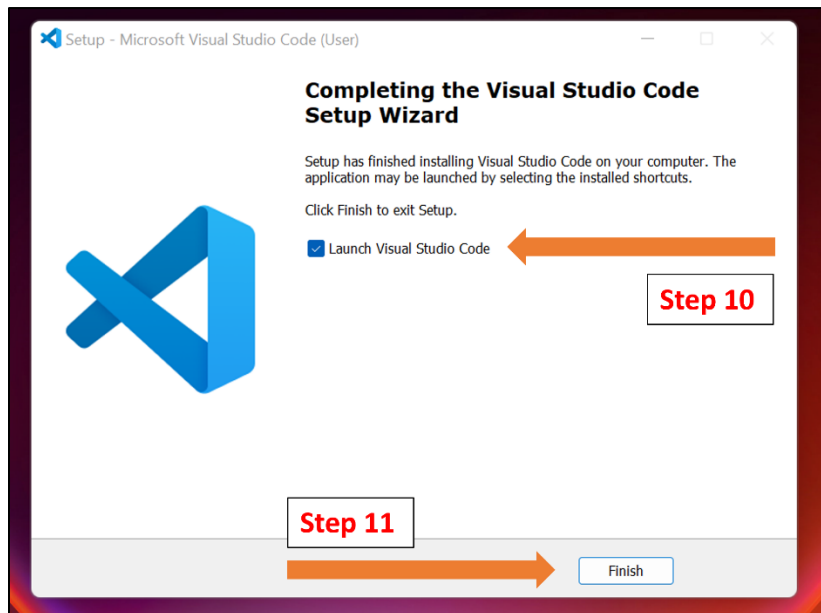 Setup - Microsoft Visual Studio Code (User)
Completing the Visual Studio Code
Setup Wizard
Setup has finished installing Visual Studio Code on your computer. The
application may be launched by selecting the installed shortcuts.
Click Finish to exit Setup.
Launch Visual Studio Code
Step 10
Step 11
Finish